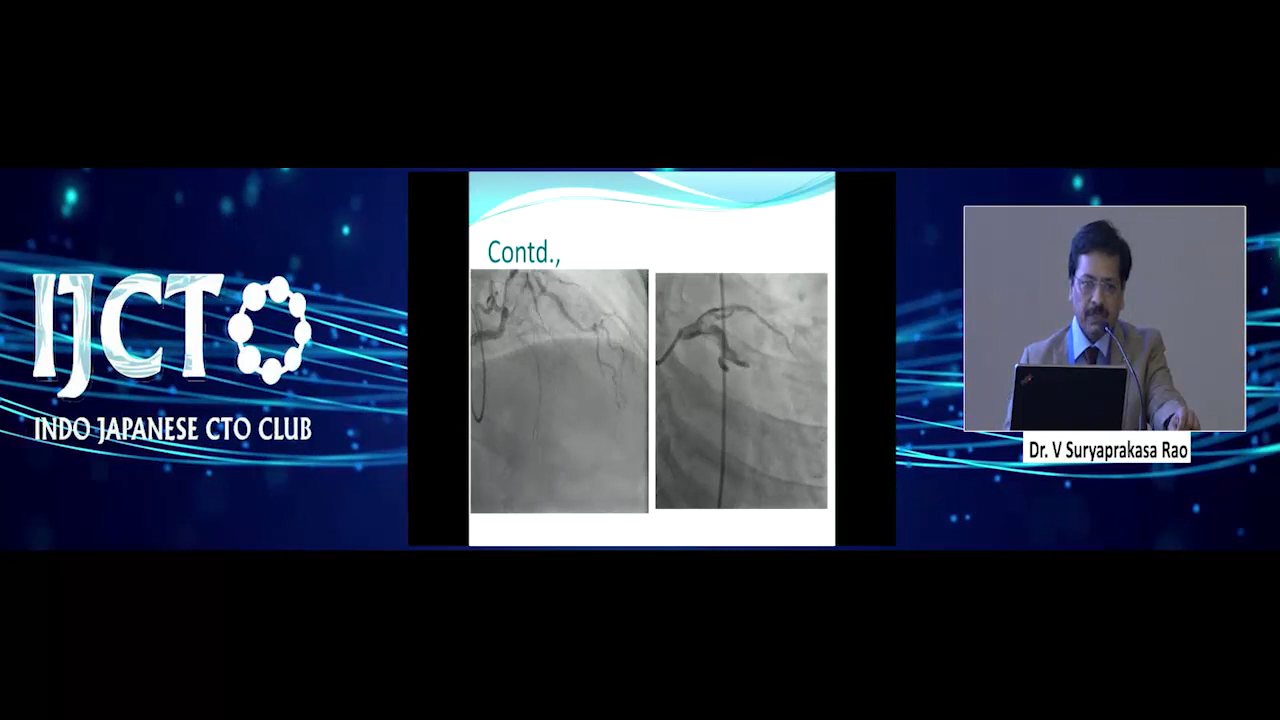 IJCTO
INDO JAPANESE CTO CLUB
Contd.,
Dr. V Suryaprakasa Rao